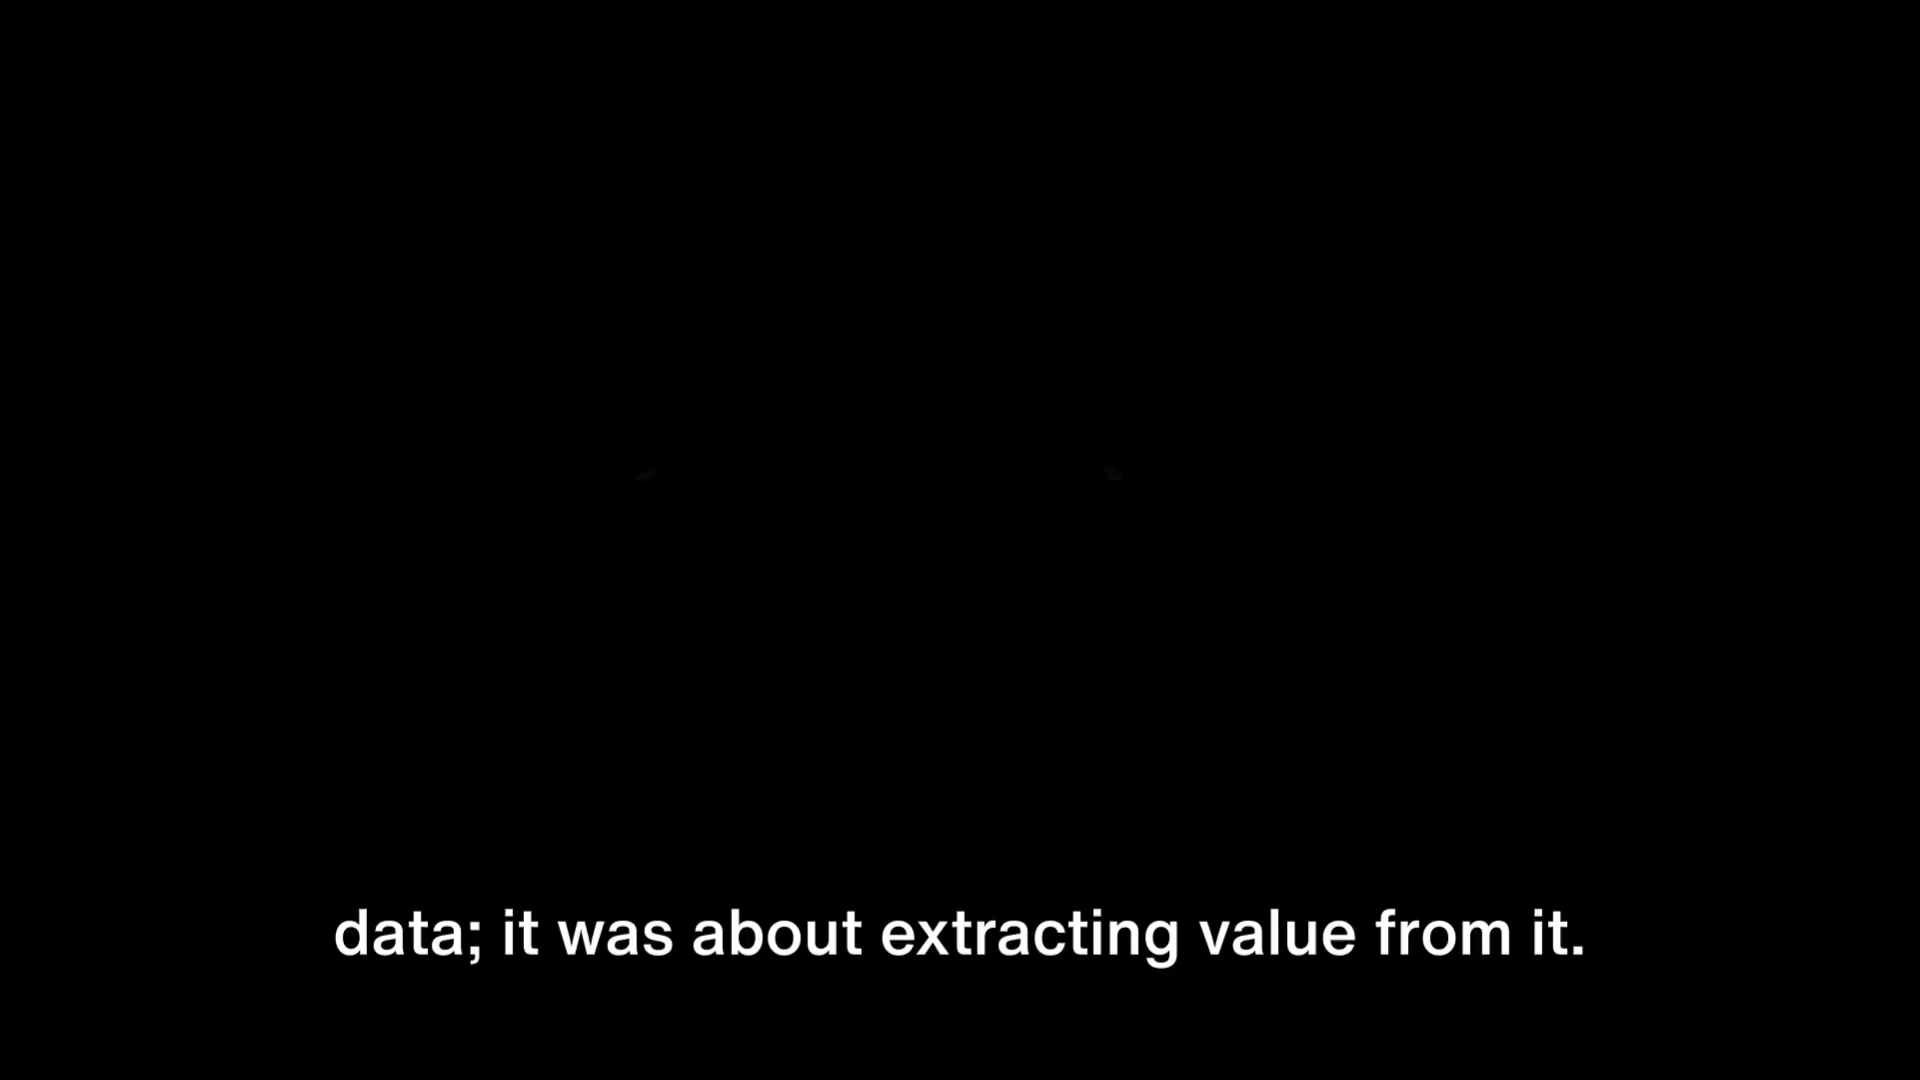 data; it was about extracting value from it.